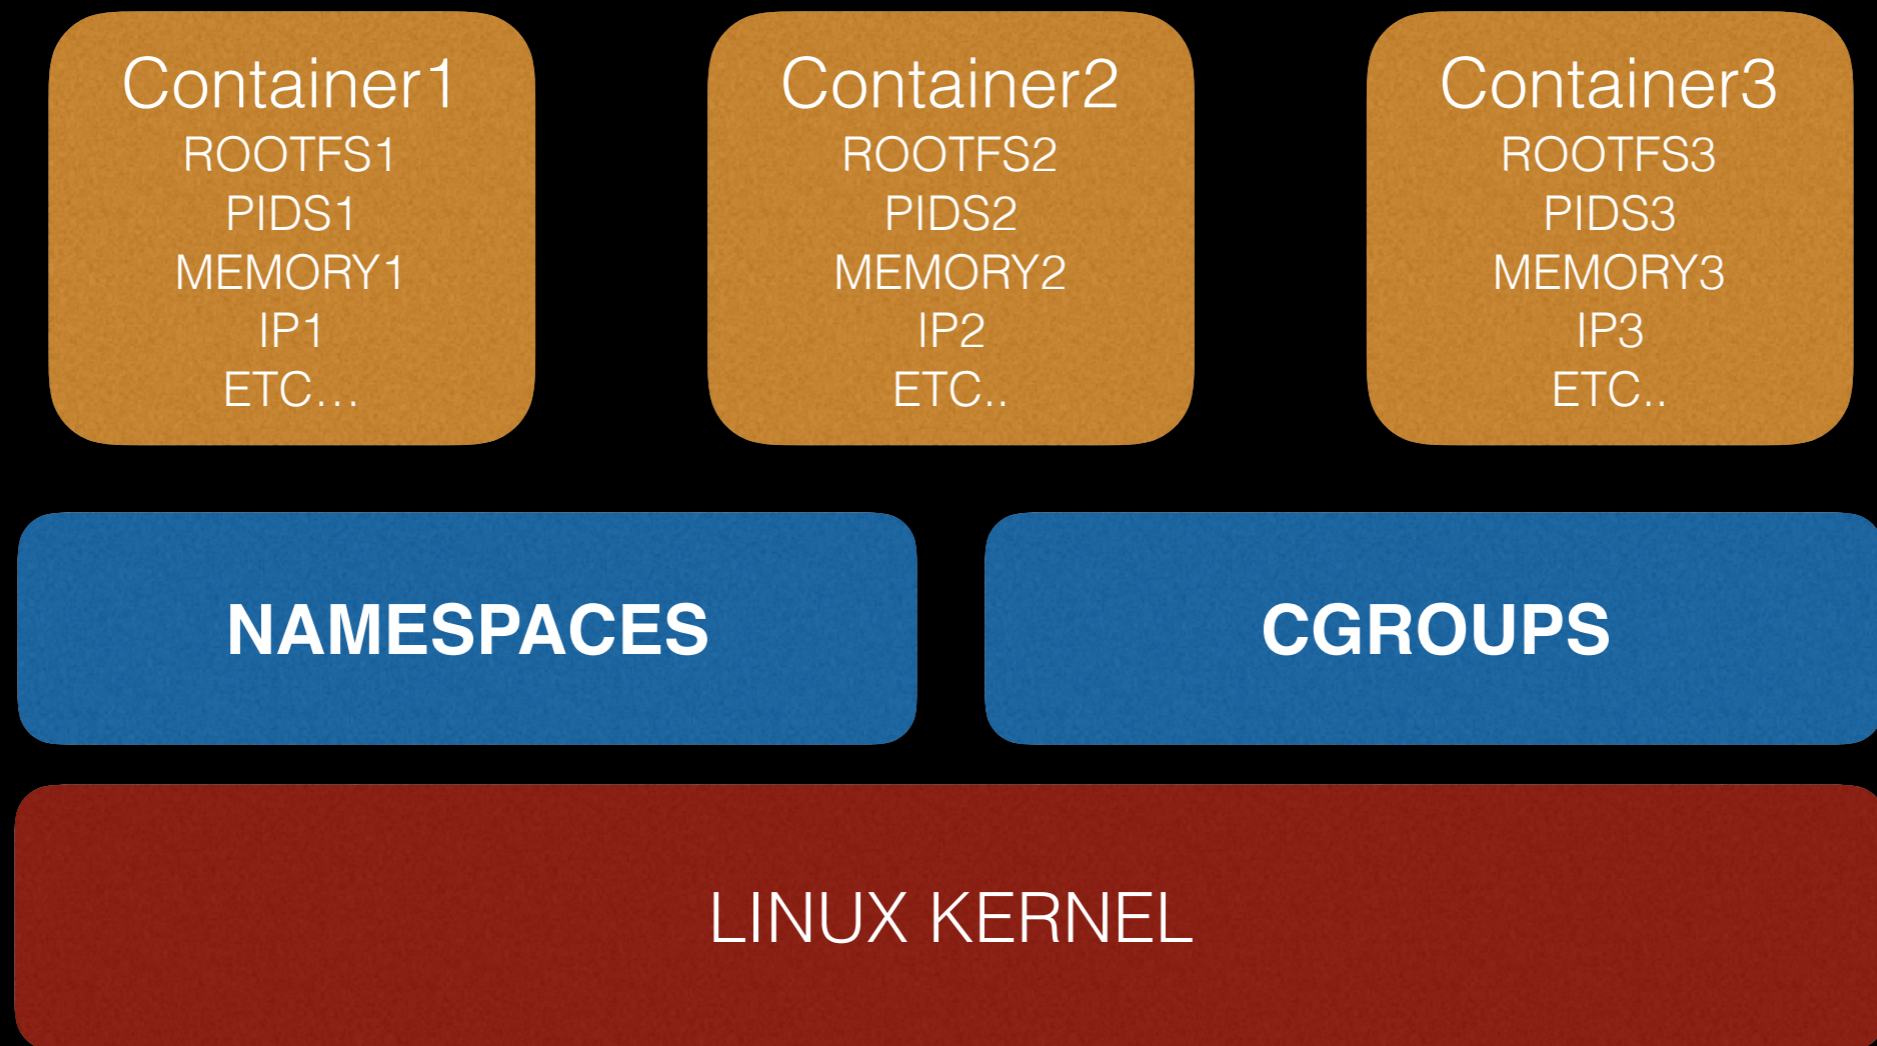 Container1
ROOTFS1
PIDS1
MEMORY1
IP1
ETC…
Container2
ROOTFS2
PIDS2
MEMORY2
IP2
ETC..
Container3
ROOTFS3
PIDS3
MEMORY3
IP3
ETC..
NAMESPACES
CGROUPS
LINUX KERNEL